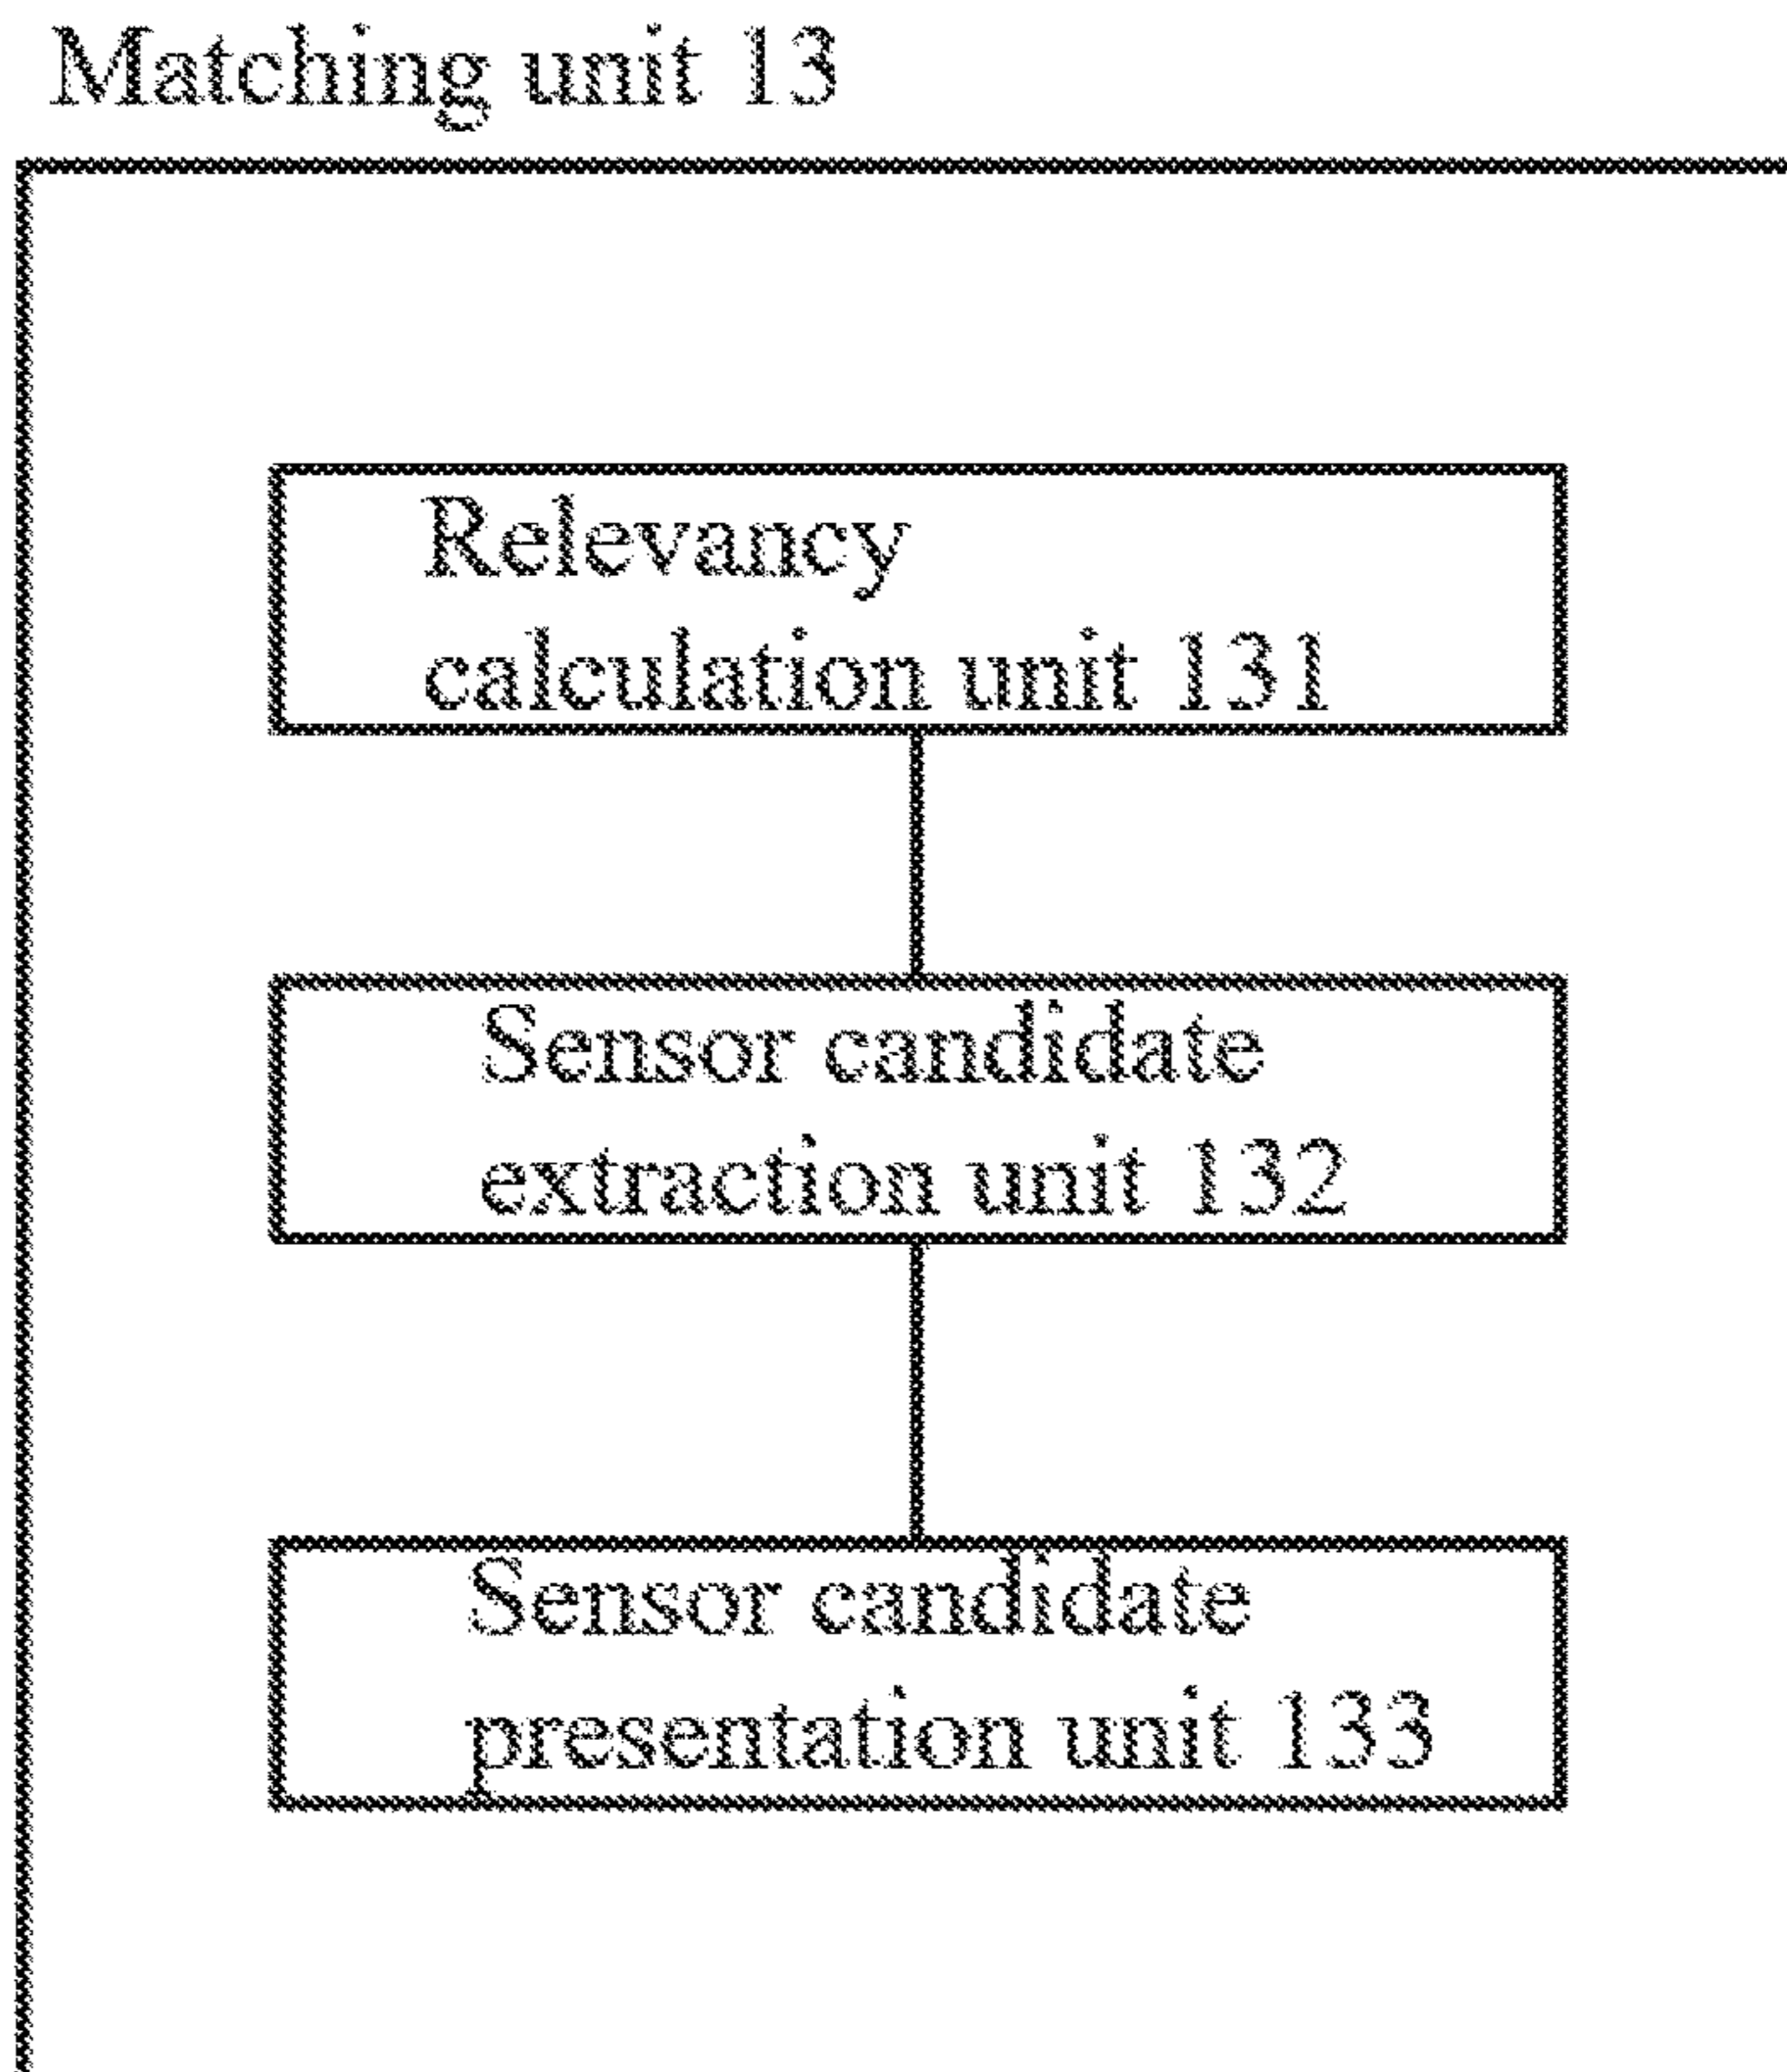 Matching unit 13
Relevancy
calculation unit 131
Sensor candidate
extraction unit 132
Sensor candidate
presentation unit 133